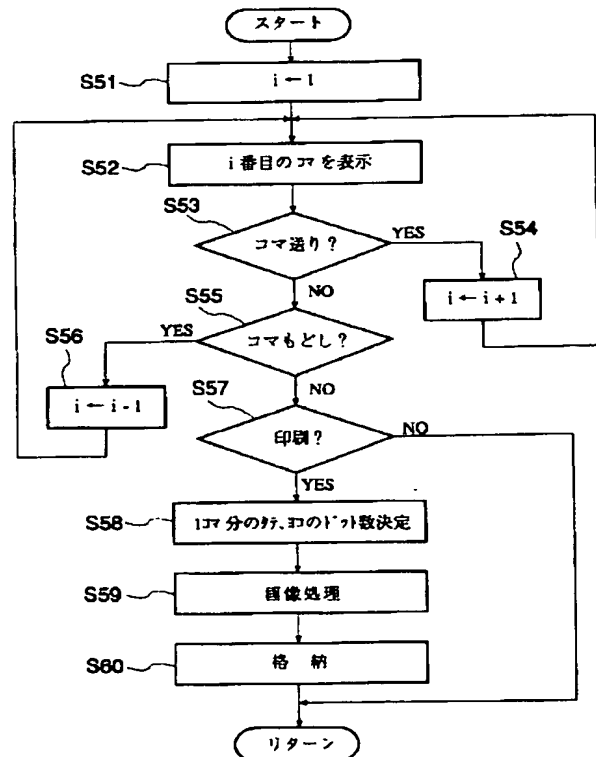 スタート
S51
i ← 1
S52
i 番目のコマを表示
S53
コマ送り？
YES
S54
i ← i + 1
NO
S55
コマもどし？
YES
S56
i ← i - 1
NO
S57
印刷？
NO
YES
S58
1コマ分のタテ、ヨコのドット数決定
S59
画像処理
S60
格　納
リターン